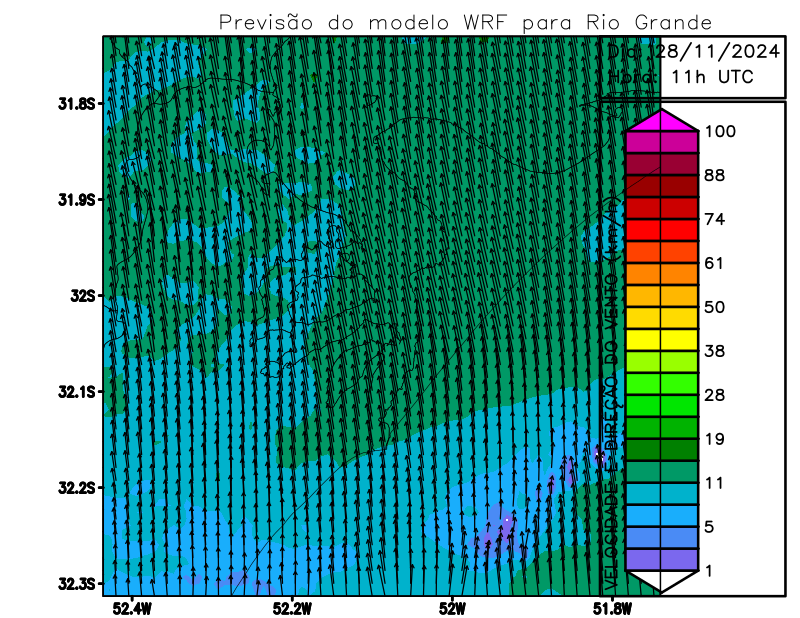 Previsão do modelo WRF para Rio Grande
Dia: 28/11/2024
Hora: 11h UTC
31.8S
31.9S
32S
32.1S
32.2S
32.3S
52.4W
52.2W
52W
51.8W
VELOCIDADE E DIREÇÃO DO VENTO (km/h)
100
88
74
61
50
38
28
19
11
5
1